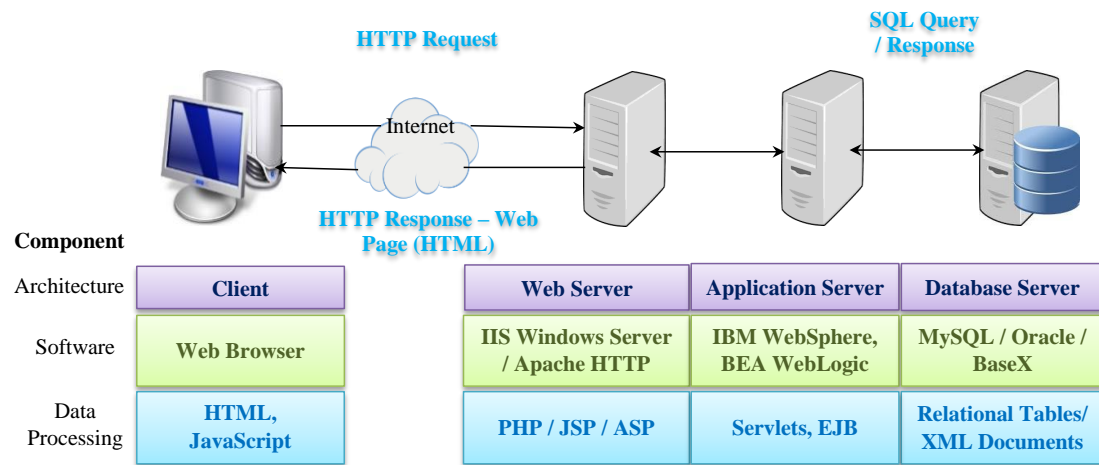 HTTP Request
SQL Query
/ Response
Internet
HTTP Response – Web
Page (HTML)
Component
Architecture
Client
Web Server
Application Server
Database Server
Software
Web Browser
IIS Windows Server
/ Apache HTTP
IBM WebSphere,
BEA WebLogic
MySQL / Oracle /
BaseX
Data
Processing
HTML,
JavaScript
PHP / JSP / ASP
Servlets, EJB
Relational Tables/
XML Documents